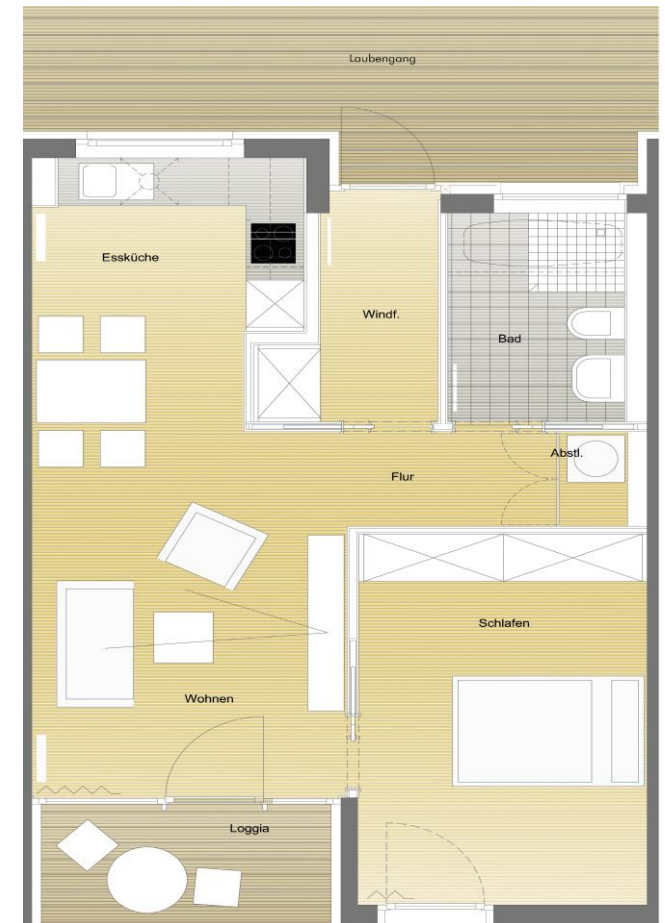 Laubengang
Essküche
Windf.
Bad
Abstl.
Flur
Schlafen
Wohnen
Loggia